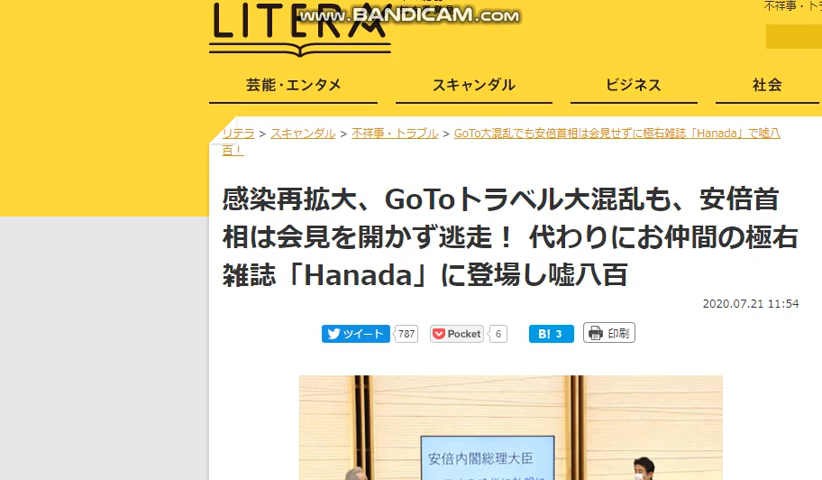 www.BANDICAM.com
LITERA
不祥事・ト
芸能・エンタメ
スキャンダル
ビジネス
社会
リテラ > スキャンダル > 不祥事・トラブル > GoTo大混乱でも安倍首相は会見せずに極右雑誌「Hanada」で嘘八
百！
感染再拡大、GoToトラベル大混乱も、安倍首
相は会見を開かず逃走！ 代わりにお仲間の極右
雑誌「Hanada」に登場し嘘八百
2020.07.21 11:54
ツイート 787
Pocket 6
B! 3
印刷
安倍内閣総理大臣